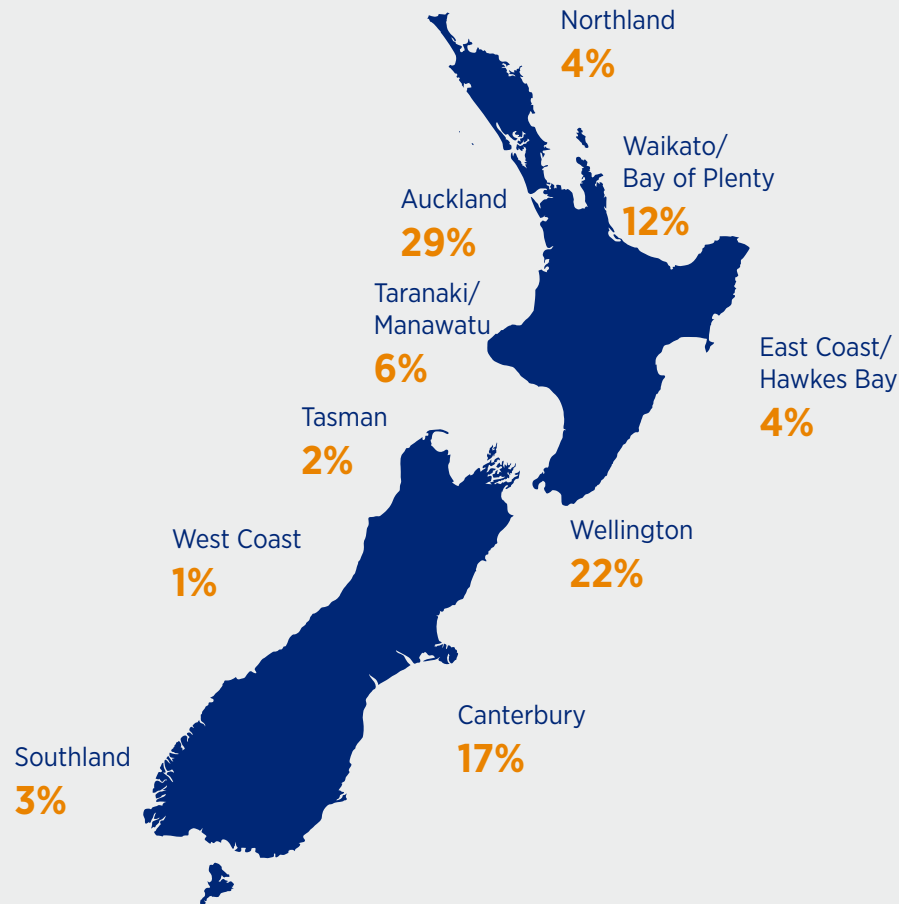 Northland
4%
Waikato/
Bay of Plenty
12%
Auckland
29%
Taranaki/
Manawatu
6%
East Coast/
Hawkes Bay
4%
Tasman
2%
Wellington
22%
West Coast
1%
Canterbury
17%
Southland
3%